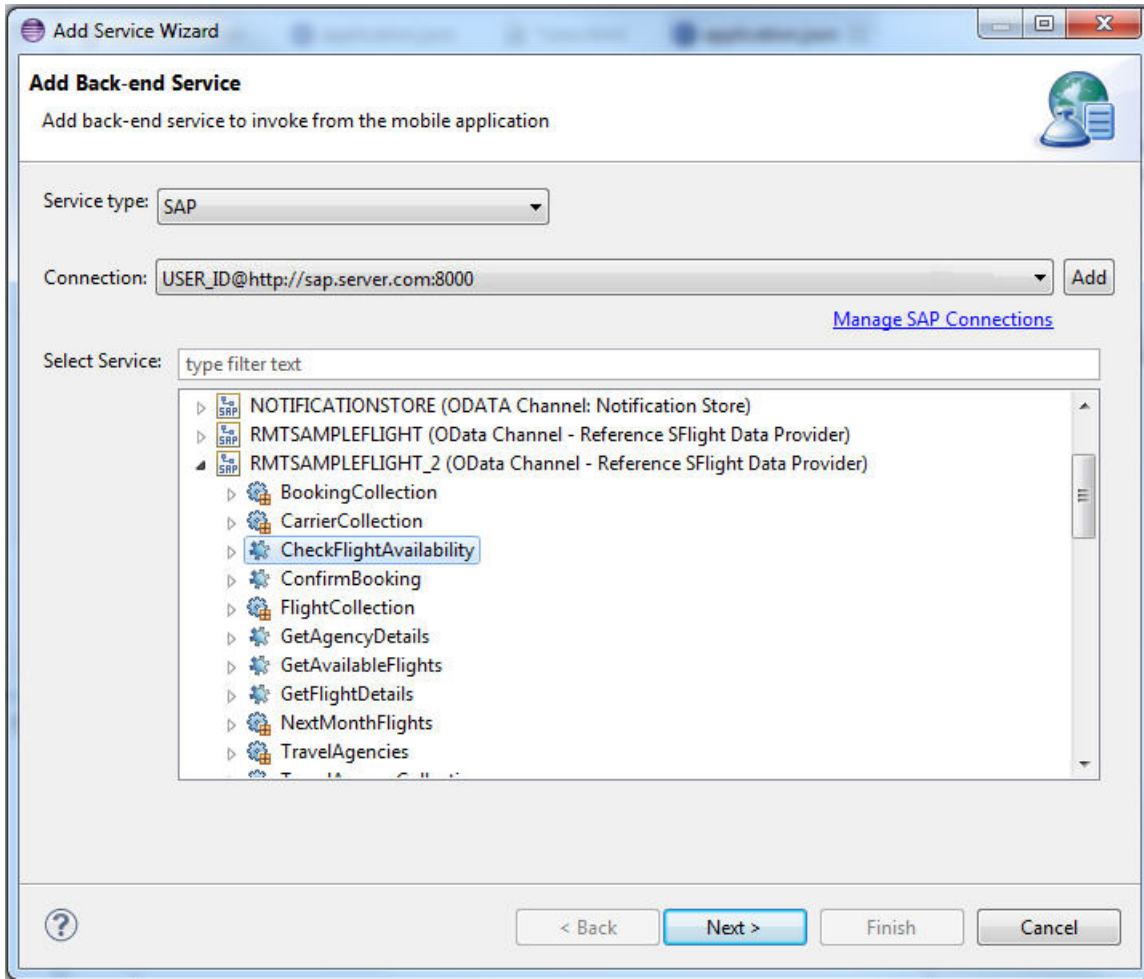 Add Service Wizard
Add Back-end Service
Add back-end service to invoke from the mobile application
Service type: SAP
Connection: USER_ID@http://sap.server.com:8000 Add
Manage SAP Connections
Select Service: type filter text
SAP NOTIFICATIONSTORE (ODATA Channel: Notification Store)
SAP RMTSAMPLEFLIGHT (OData Channel - Reference SFlight Data Provider)
SAP RMTSAMPLEFLIGHT_2 (OData Channel - Reference SFlight Data Provider)
BookingCollection
CarrierCollection
CheckFlightAvailability
ConfirmBooking
FlightCollection
GetAgencyDetails
GetAvailableFlights
GetFlightDetails
NextMonthFlights
TravelAgencies
? < Back Next > Finish Cancel